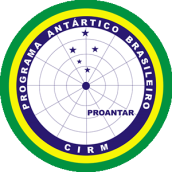 PROGRAMA ANTÁRTICO BRASILEIRO
PROANTAR
CIRM